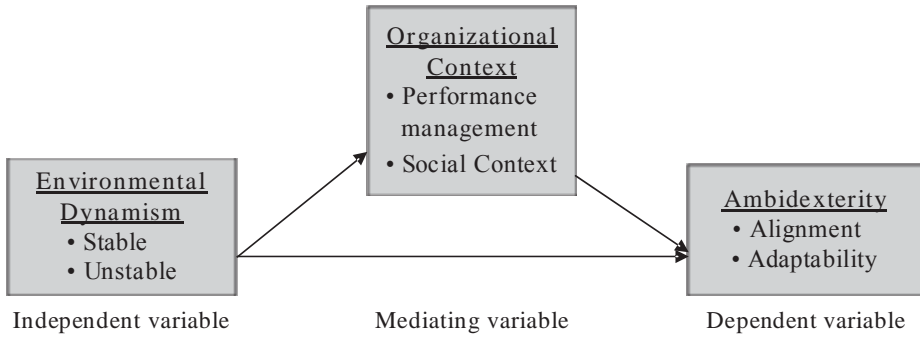 Organizational
Context
• Performance
management
• Social Context
Environmental
Dynamism
• Stable
• Unstable
Ambidexterity
• Alignment
• Adaptability
Independent variable
Mediating variable
Dependent variable